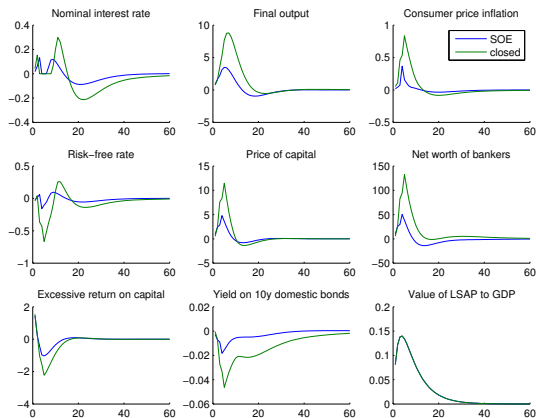 Nominal interest rate
0.4
0.2
0
−0.2
−0.4
0 20 40 60
Final output
10
5
0
−5
0 20 40 60
Consumer price inflation
1
0.5
0
−0.5
0 20 40 60
SOE
closed
Risk−free rate
0.5
0
−0.5
−1
0 20 40 60
Price of capital
15
10
5
0
−5
0 20 40 60
Net worth of bankers
150
100
50
0
−50
0 20 40 60
Excessive return on capital
2
0
−2
−4
0 20 40 60
Yield on 10y domestic bonds
0.02
0
−0.02
−0.04
−0.06
0 20 40 60
Value of LSAP to GDP
0.2
0.15
0.1
0.05
0
0 20 40 60